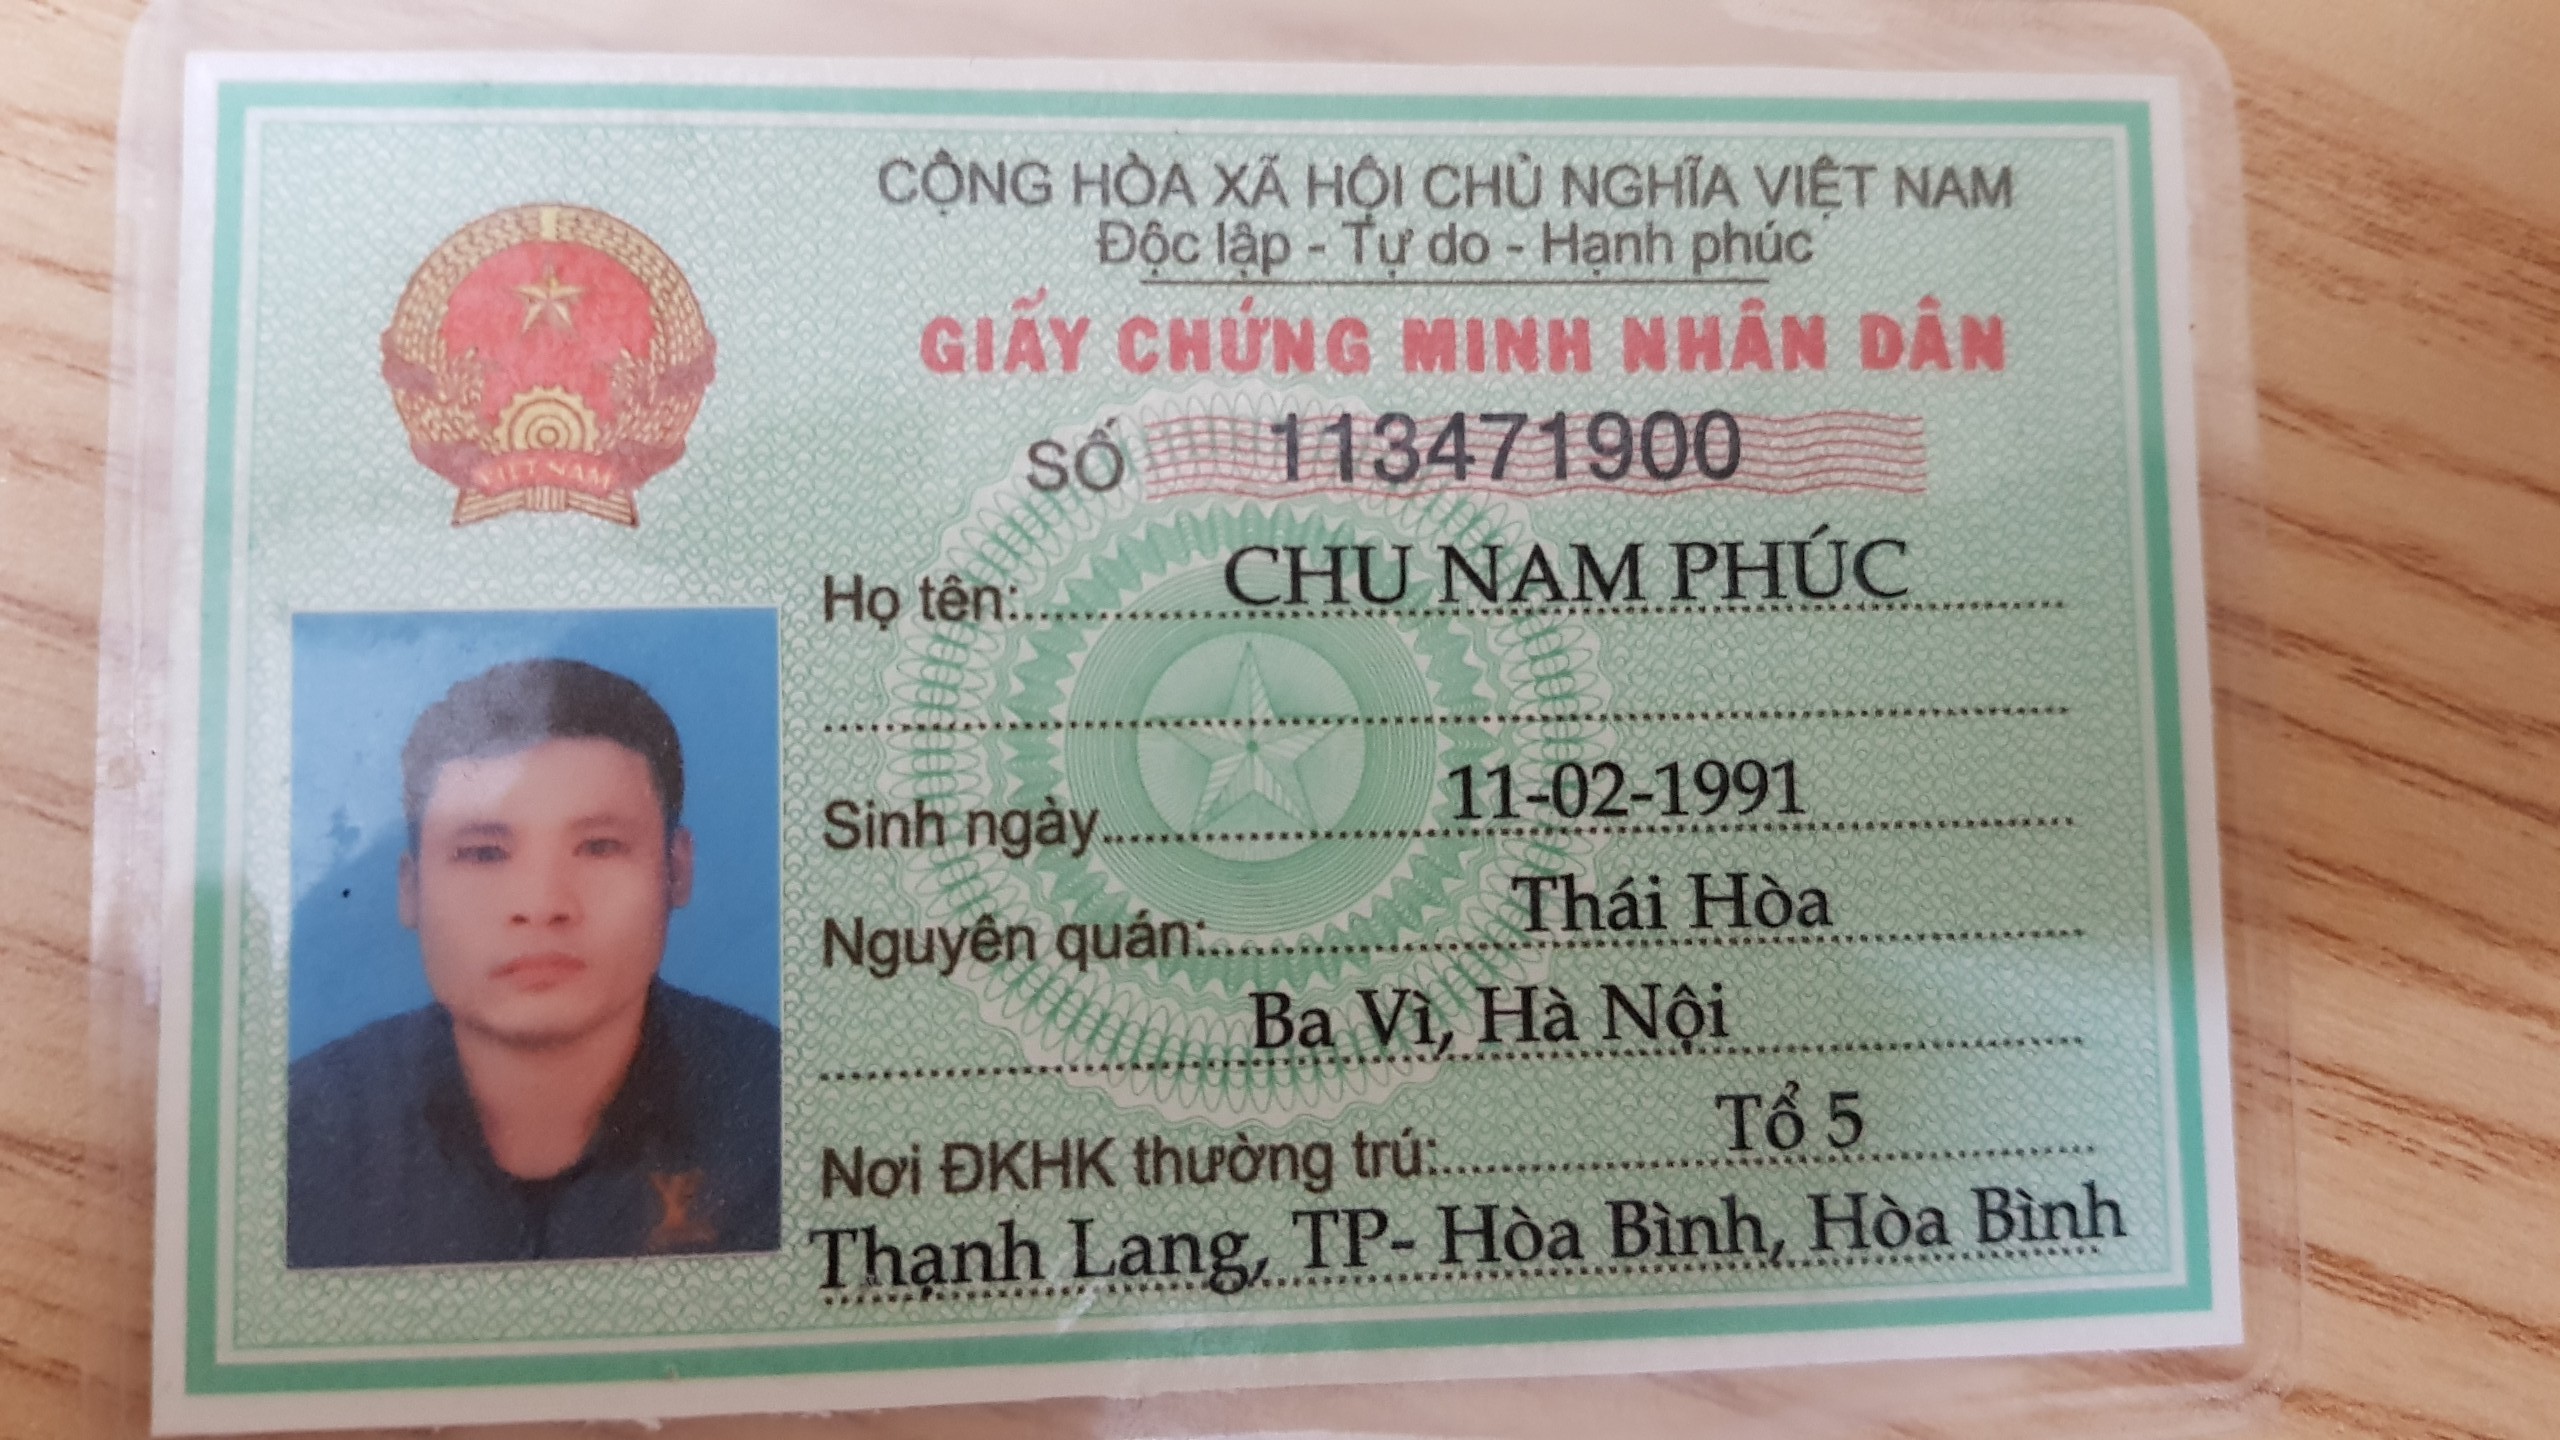 CỘNG HÒA XÃ HỘI CHỦ NGHĨA VIỆT NAM
Độc lập - Tự do - Hạnh phúc
GIẤY CHỨNG MINH NHÂN DÂN
SỐ 113471900
VIỆT NAM
Họ tên: CHU NAM PHÚC
Sinh ngày 11-02-1991
Nguyên quán: Thái Hòa
Ba Vì, Hà Nội
Nơi ĐKHK thường trú: Tổ 5
Thạnh Lang, TP- Hòa Bình, Hòa Bình